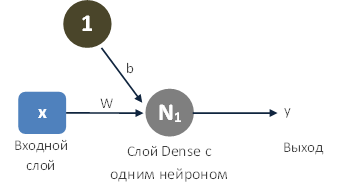 1
b
x
W
N₁
y
Входной
слой
Слой Dense с
одним нейроном
Выход